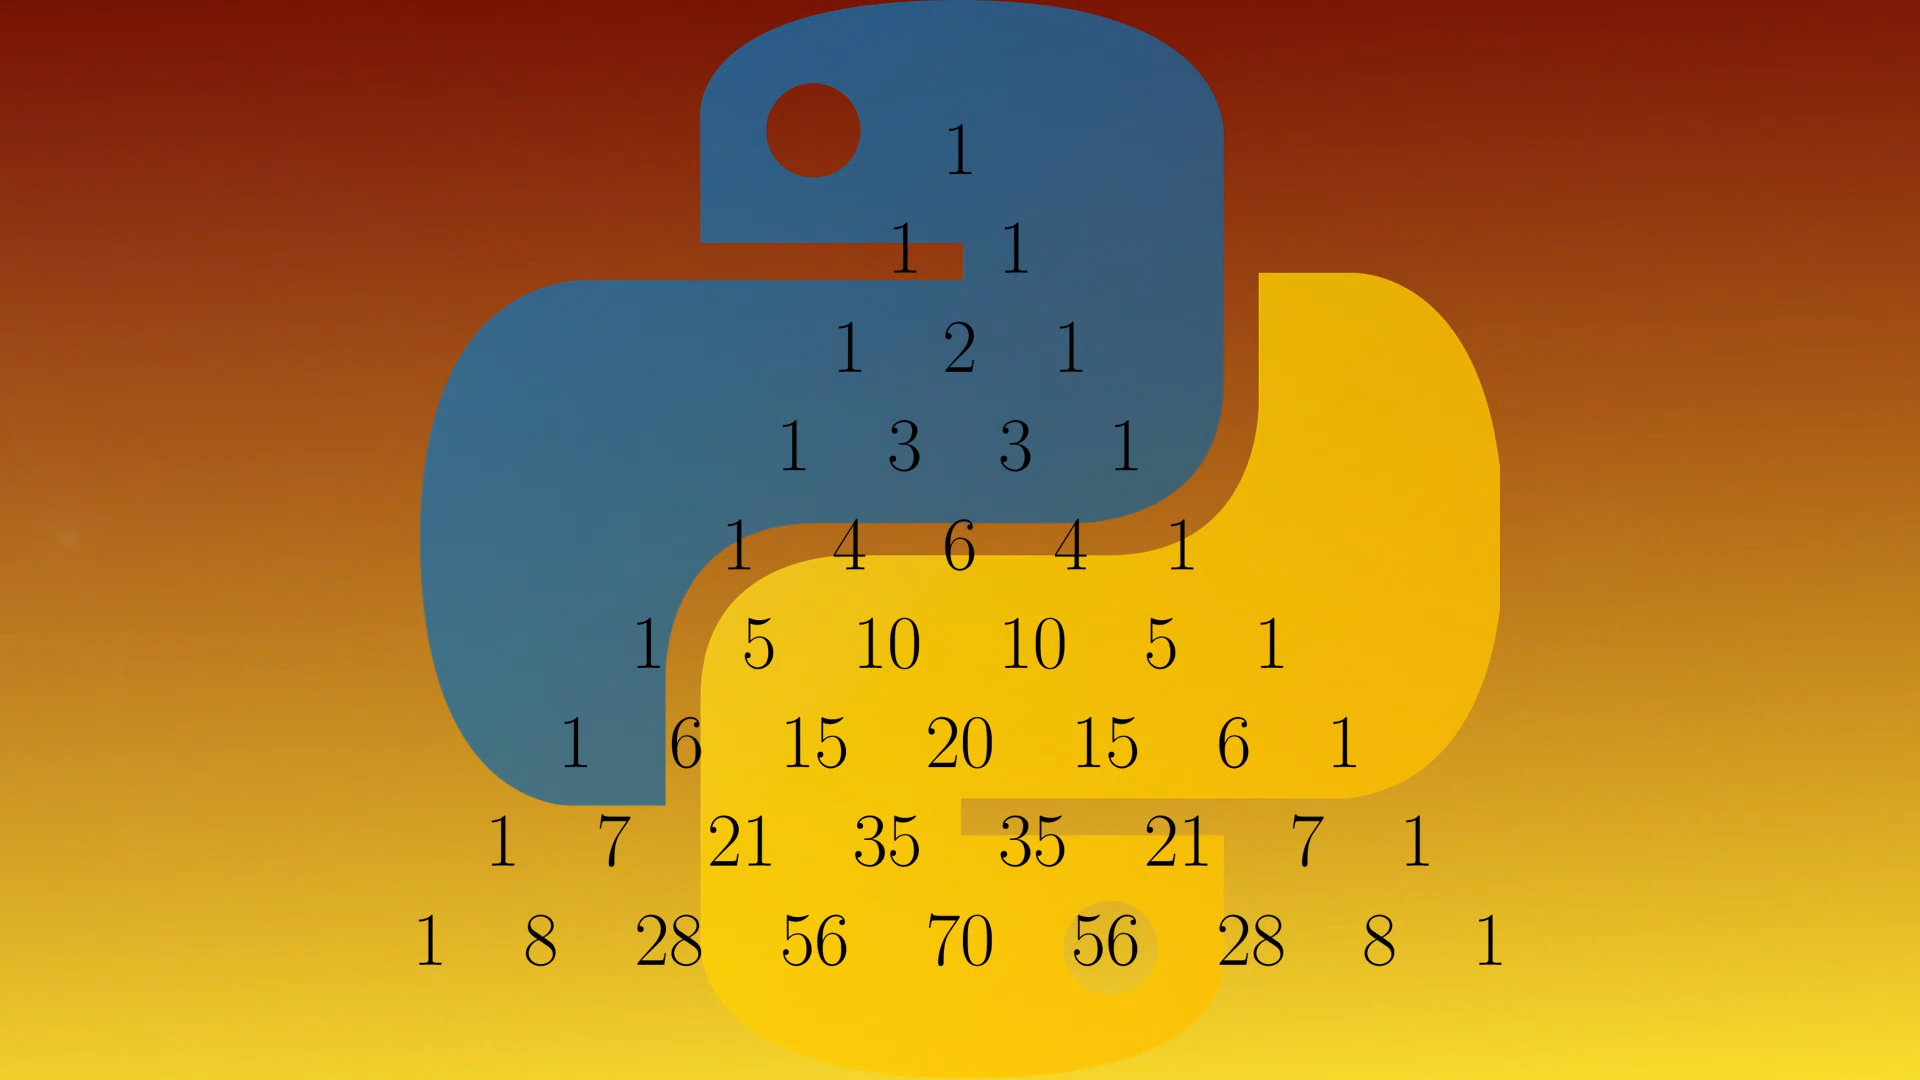 1
1 1
1 2 1
1 3 3 1
1 4 6 4 1
1 5 10 10 5 1
1 6 15 20 15 6 1
1 7 21 35 35 21 7 1
1 8 28 56 70 56 28 8 1